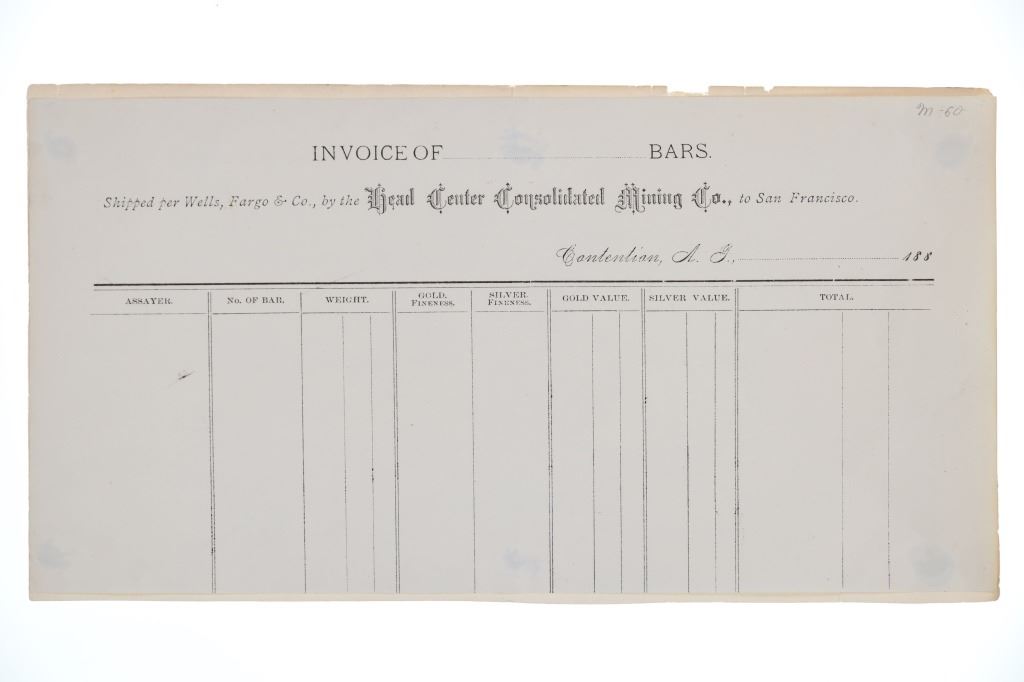 M-60
INVOICE OF BARS.
Shipped per Wells, Fargo & Co., by the Head Center Consolidated Mining Co., to San Francisco.
Contention, A. T., 188
ASSAYER. No. OF BAR. WEIGHT. GOLD. FINENESS. SILVER. FINENESS. GOLD VALUE. SILVER VALUE. TOTAL.